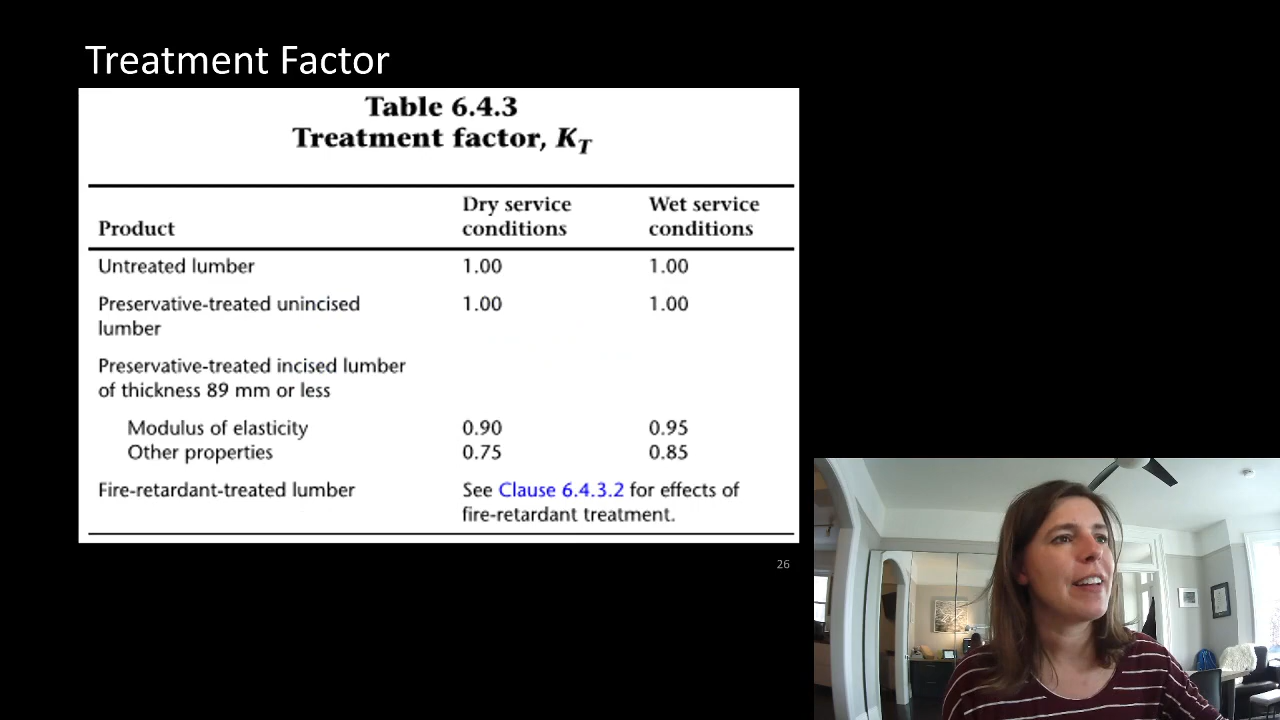 Treatment Factor
Table 6.4.3
Treatment factor, K_T
Dry service Wet service
Product conditions conditions
Untreated lumber 1.00 1.00
Preservative-treated unincised 1.00 1.00
lumber
Preservative-treated incised lumber
of thickness 89 mm or less
Modulus of elasticity 0.90 0.95
Other properties 0.75 0.85
Fire-retardant-treated lumber See Clause 6.4.3.2 for effects of
fire-retardant treatment.
26